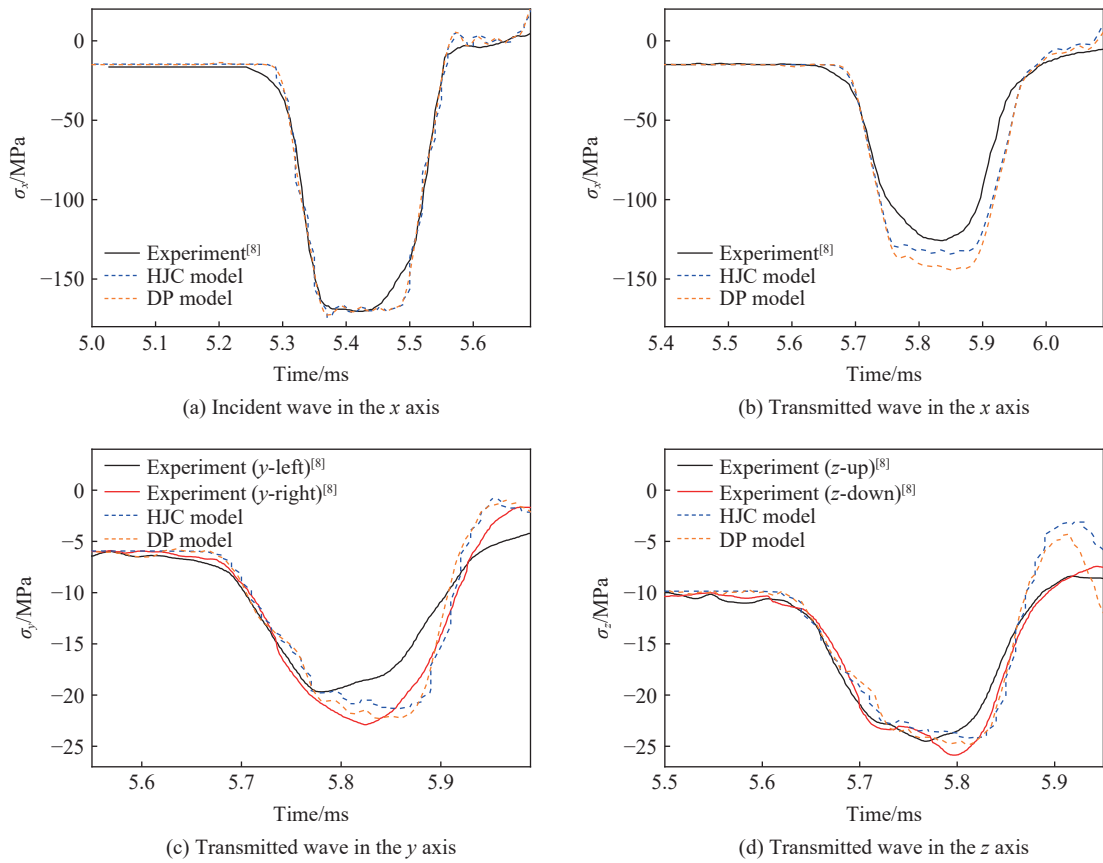 0
−50
−100
−150
σx/MPa
Experiment[8]
HJC model
DP model
5.0 5.1 5.2 5.3 5.4 5.5 5.6
Time/ms
(a) Incident wave in the x axis
0
−50
−100
−150
σx/MPa
Experiment[8]
HJC model
DP model
5.4 5.5 5.6 5.7 5.8 5.9 6.0
Time/ms
(b) Transmitted wave in the x axis
Experiment (y-left)[8]
Experiment (y-right)[8]
HJC model
DP model
0
−5
−10
−15
−20
−25
σy/MPa
5.6 5.7 5.8 5.9
Time/ms
(c) Transmitted wave in the y axis
Experiment (z-up)[8]
Experiment (z-down)[8]
HJC model
DP model
0
−5
−10
−15
−20
−25
σz/MPa
5.5 5.6 5.7 5.8 5.9
Time/ms
(d) Transmitted wave in the z axis